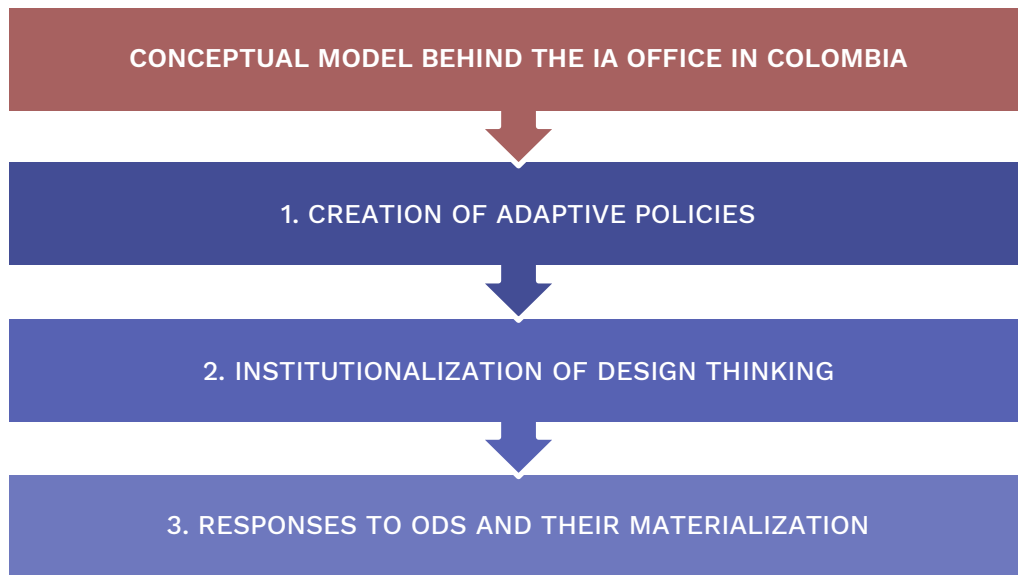 CONCEPTUAL MODEL BEHIND THE IA OFFICE IN COLOMBIA
1. CREATION OF ADAPTIVE POLICIES
2. INSTITUTIONALIZATION OF DESIGN THINKING
3. RESPONSES TO ODS AND THEIR MATERIALIZATION